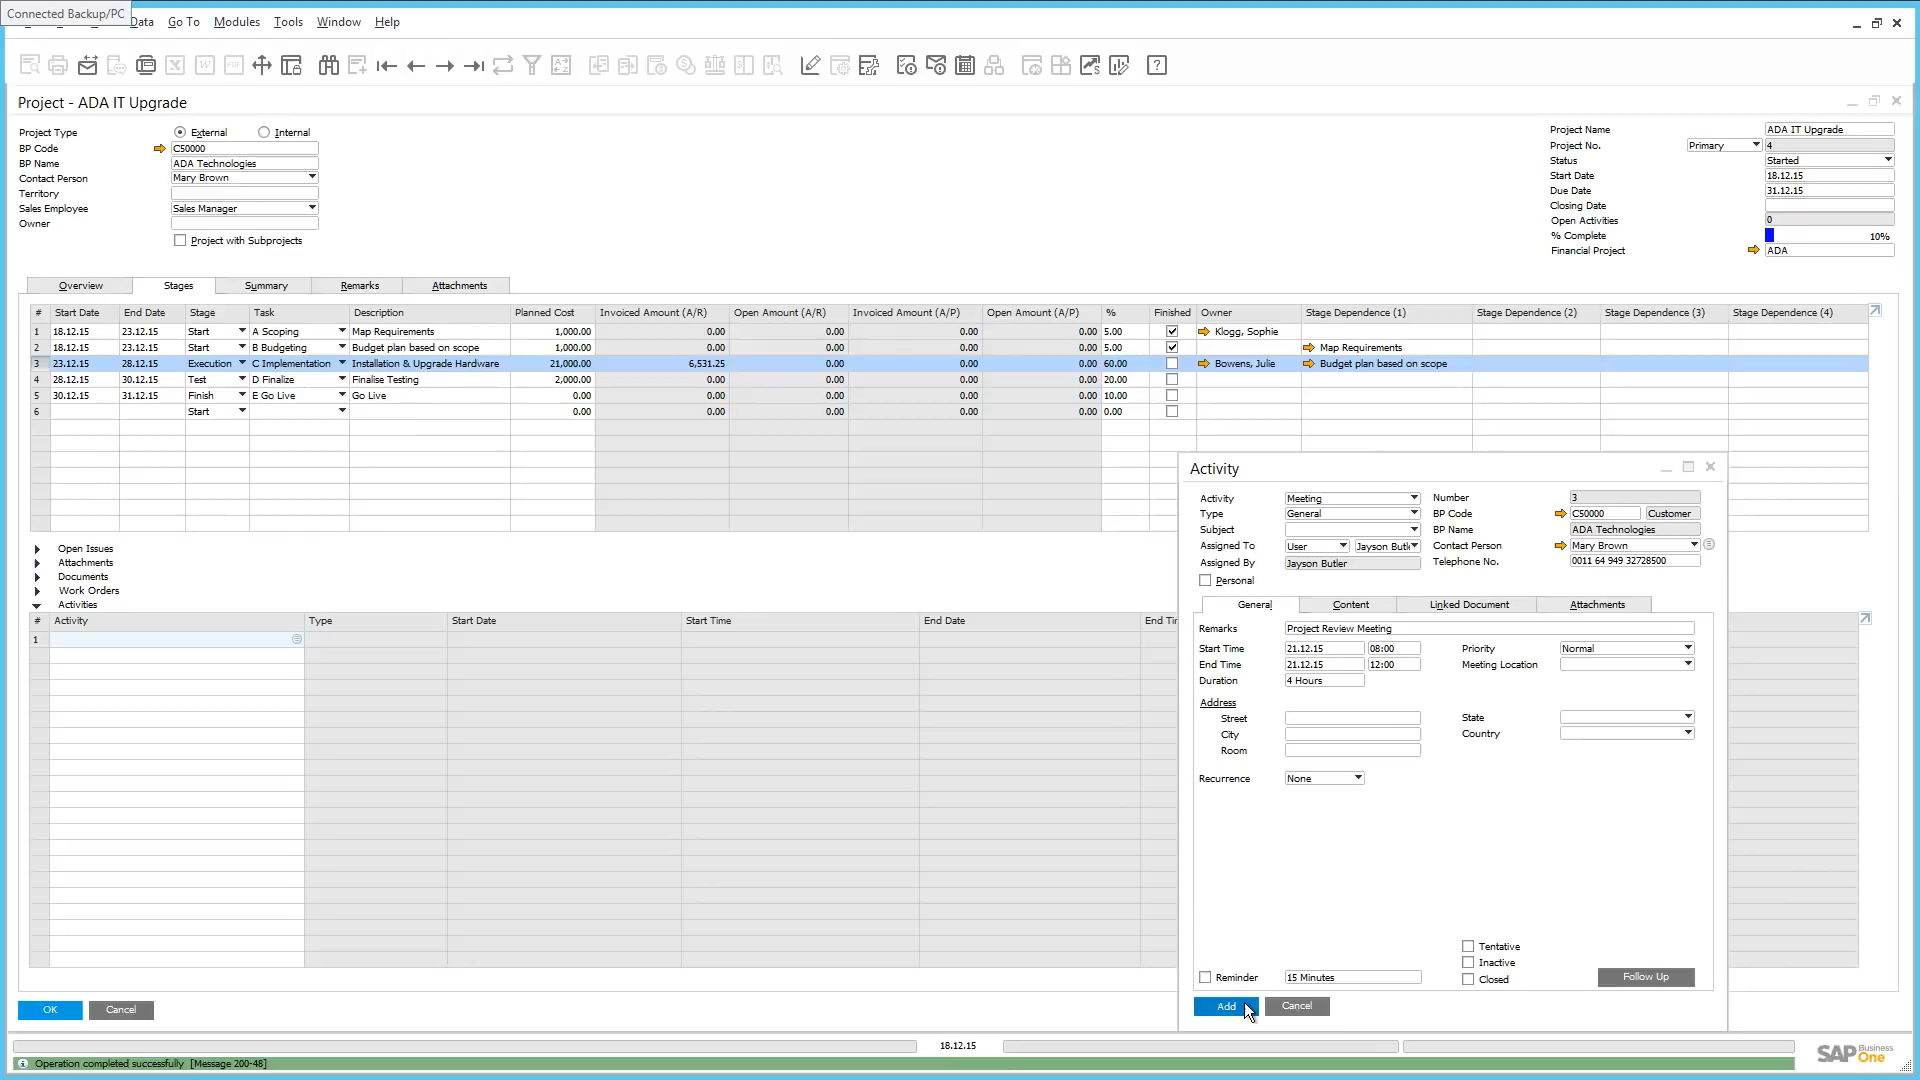 Connected Backup/PC
Data Go To Modules Tools Window Help
Project - ADA IT Upgrade
Project Type External Internal
BP Code C50000
BP Name ADA Technologies
Contact Person Mary Brown
Territory
Sales Employee Sales Manager
Owner
Project with Subprojects
Project Name ADA IT Upgrade
Project No. Primary 4
Status Started
Start Date 18.12.15
Due Date 31.12.15
Closing Date
Open Activities 0
% Complete 10%
Financial Project ADA
Overview Stages Summary Remarks Attachments
# Start Date End Date Stage Task Description Planned Cost Invoiced Amount (A/R) Open Amount (A/R) Invoiced Amount (A/P) Open Amount (A/P) % Finished Owner Stage Dependence (1) Stage Dependence (2) Stage Dependence (3) Stage Dependence (4)
1 18.12.15 23.12.15 Start A Scoping Map Requirements 1,000.00 0.00 0.00 0.00 0.00 5.00 Klogg, Sophie
2 18.12.15 23.12.15 Start B Budgeting Budget plan based on scope 1,000.00 0.00 0.00 0.00 0.00 5.00 Map Requirements
3 23.12.15 28.12.15 Execution C Implementation Installation & Upgrade Hardware 21,000.00 6,531.25 0.00 0.00 0.00 60.00 Bowens, Julie Budget plan based on scope
4 28.12.15 30.12.15 Test D Finalize Finalise Testing 2,000.00 0.00 0.00 0.00 0.00 20.00
5 30.12.15 31.12.15 Finish E Go Live Go Live 0.00 0.00 0.00 0.00 0.00 10.00
6 Start 0.00 0.00 0.00 0.00 0.00 0.00
Open Issues
Attachments
Documents
Work Orders
Activities
# Activity Type Start Date Start Time End Date End Tir
1
Activity
Activity Meeting Number 3
Type General BP Code C50000 Customer
Subject BP Name ADA Technologies
Assigned To User Jayson Butl Contact Person Mary Brown
Assigned By Jayson Butler Telephone No. 0011 64 949 32728500
Personal
General Content Linked Document Attachments
Remarks Project Review Meeting
Start Time 21.12.15 08:00 Priority Normal
End Time 21.12.15 12:00 Meeting Location
Duration 4 Hours
Address
Street State
City Country
Room
Recurrence None
Tentative
Inactive
Reminder 15 Minutes Closed Follow Up
Add Cancel
OK Cancel
18.12.15
Operation completed successfully [Message 200-48]
SAP Business One